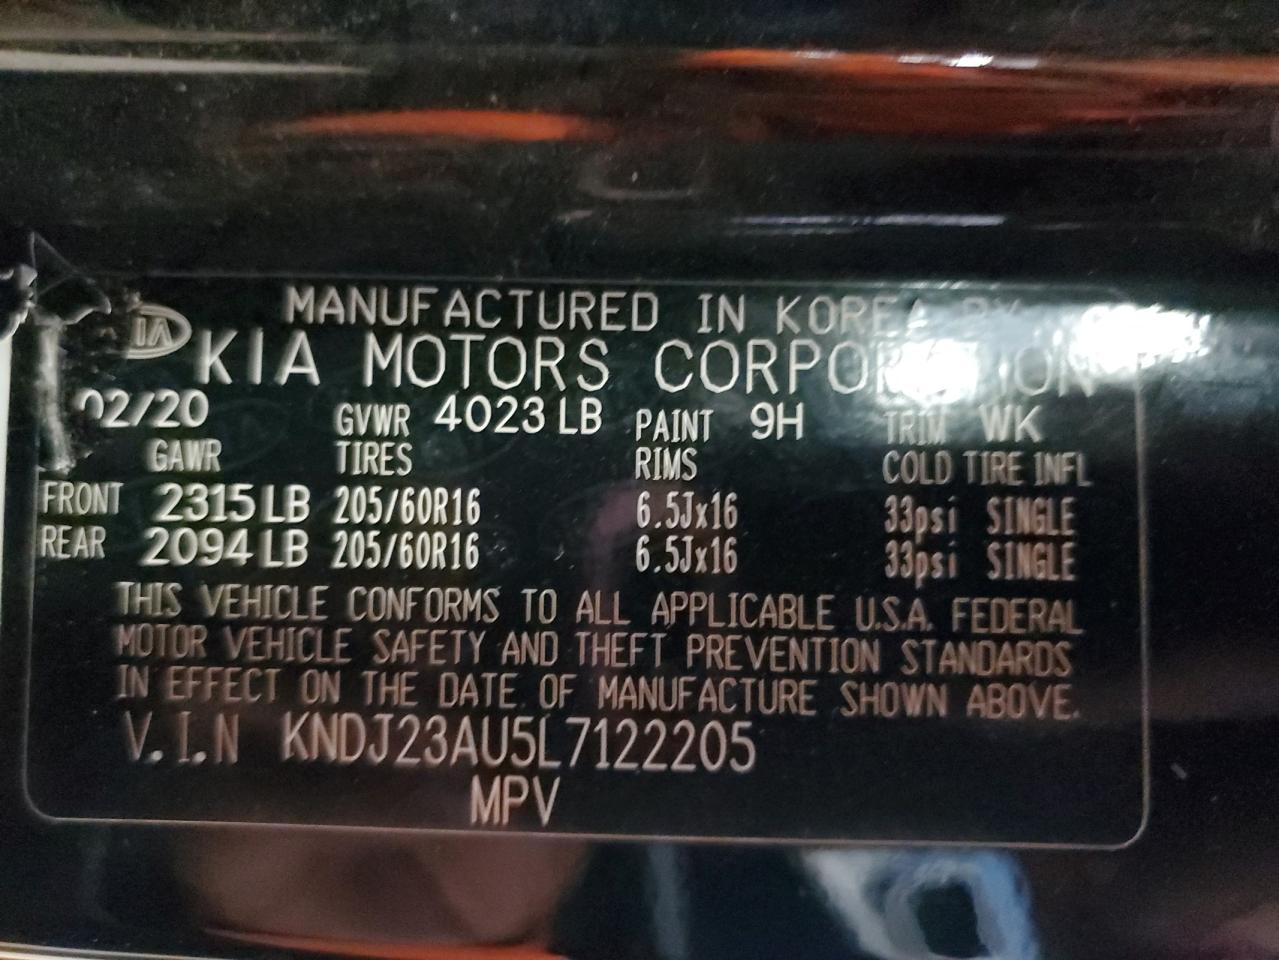 MANUFACTURED IN KOREA BY
KIA KIA MOTORS CORPORATION
02/20 GVWR 4023 LB PAINT 9H TRIM WK
GAWR TIRES RIMS COLD TIRE INFL
FRONT 2315 LB 205/60R16 6.5Jx16 33psi SINGLE
REAR 2094 LB 205/60R16 6.5Jx16 33psi SINGLE
THIS VEHICLE CONFORMS TO ALL APPLICABLE U.S.A. FEDERAL
MOTOR VEHICLE SAFETY AND THEFT PREVENTION STANDARDS
IN EFFECT ON THE DATE OF MANUFACTURE SHOWN ABOVE.
V.I.N KNDJ23AU5L7122205
MPV